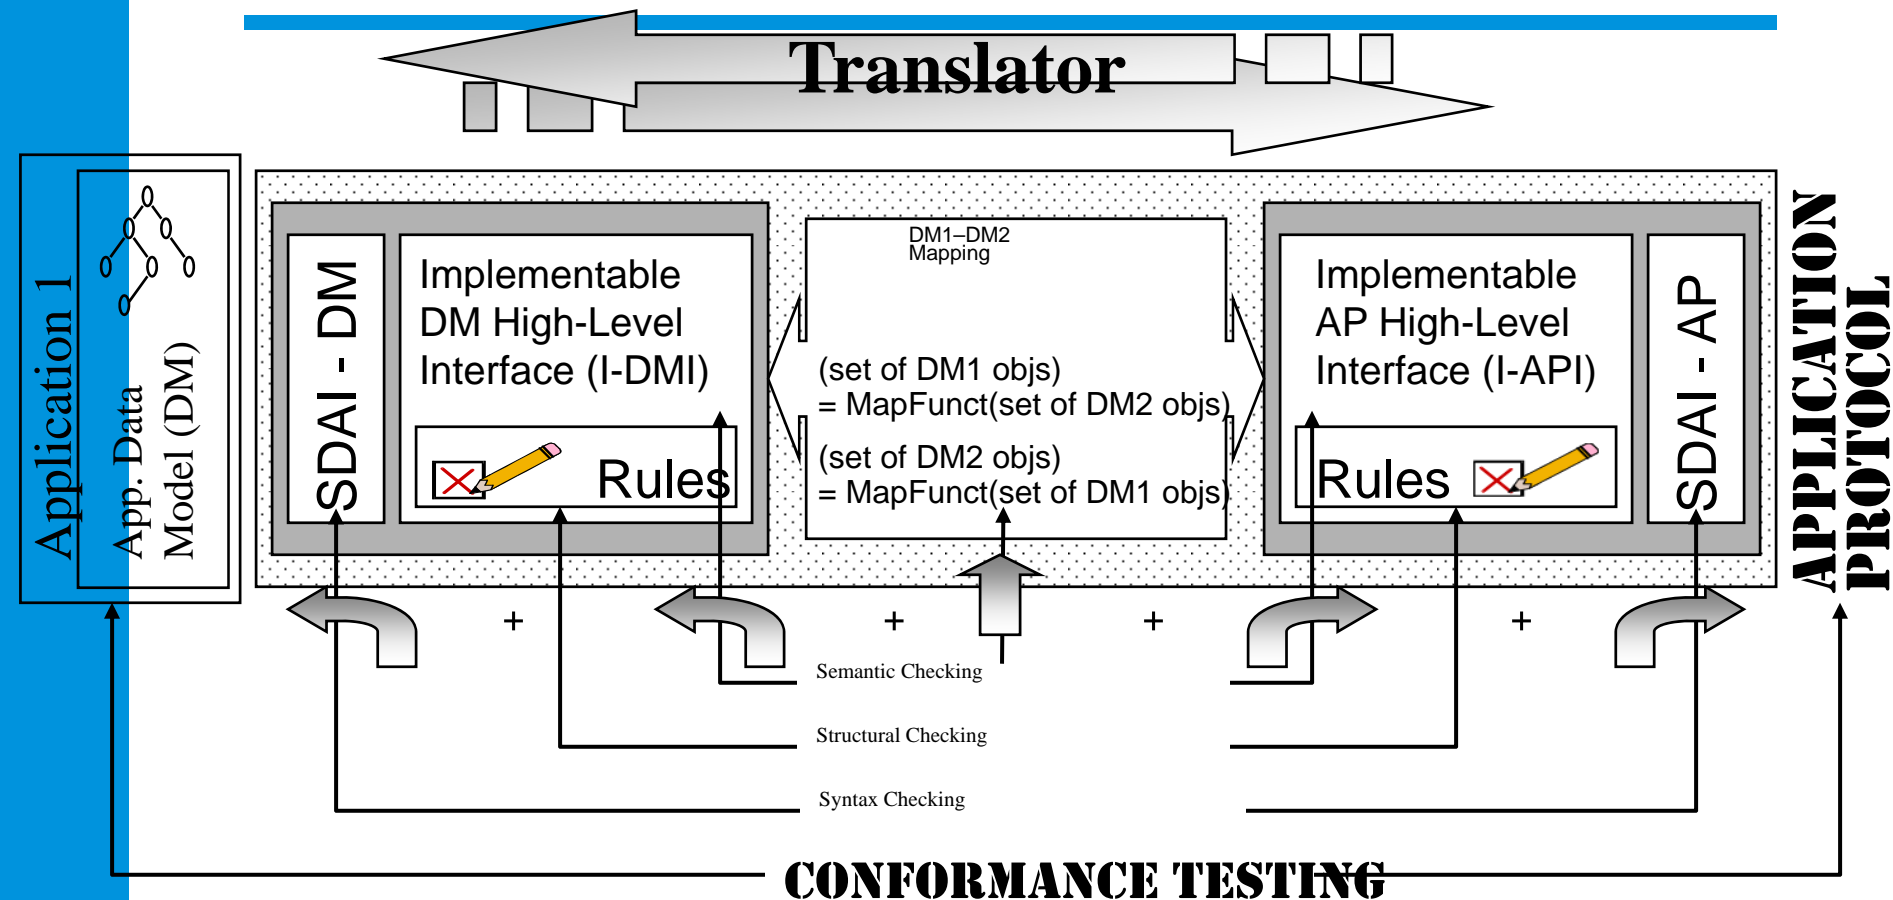 Translator
Application 1
App. Data
Model (DM)
SDAI - DM
Implementable
DM High-Level
Interface (I-DMI)
Rules
DM1–DM2
Mapping
(set of DM1 objs)
= MapFunct(set of DM2 objs)
(set of DM2 objs)
= MapFunct(set of DM1 objs)
Implementable
AP High-Level
Interface (I-API)
Rules
SDAI - AP
APPLICATION
PROTOCOL
+ + + +
Semantic Checking
Structural Checking
Syntax Checking
CONFORMANCE TESTING